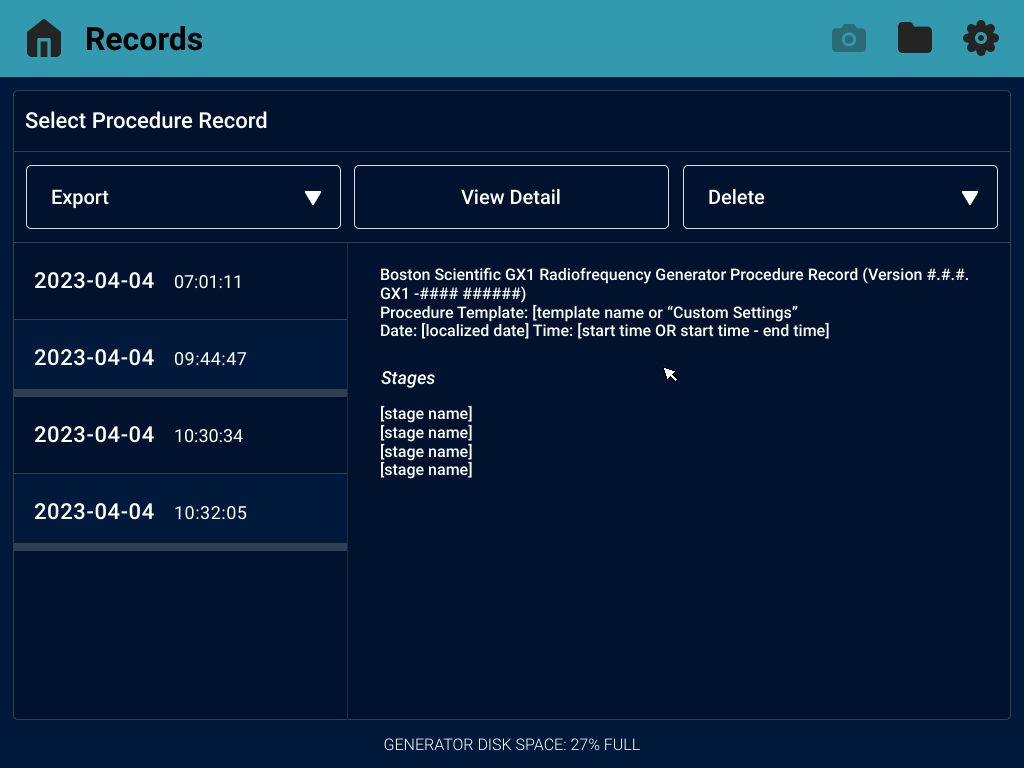 Records
Select Procedure Record
Export
View Detail
Delete
2023-04-04 07:01:11
2023-04-04 09:44:47
2023-04-04 10:30:34
2023-04-04 10:32:05
Boston Scientific GX1 Radiofrequency Generator Procedure Record (Version #.#.#.
GX1 -#### ######)
Procedure Template: [template name or “Custom Settings”
Date: [localized date] Time: [start time OR start time - end time]
Stages
[stage name]
[stage name]
[stage name]
[stage name]
GENERATOR DISK SPACE: 27% FULL